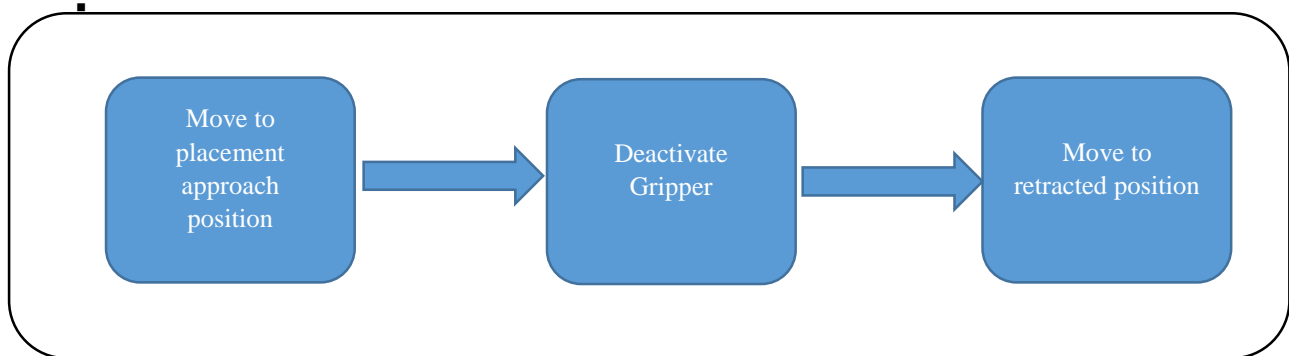 Move to
placement
approach
position
Deactivate
Gripper
Move to
retracted position